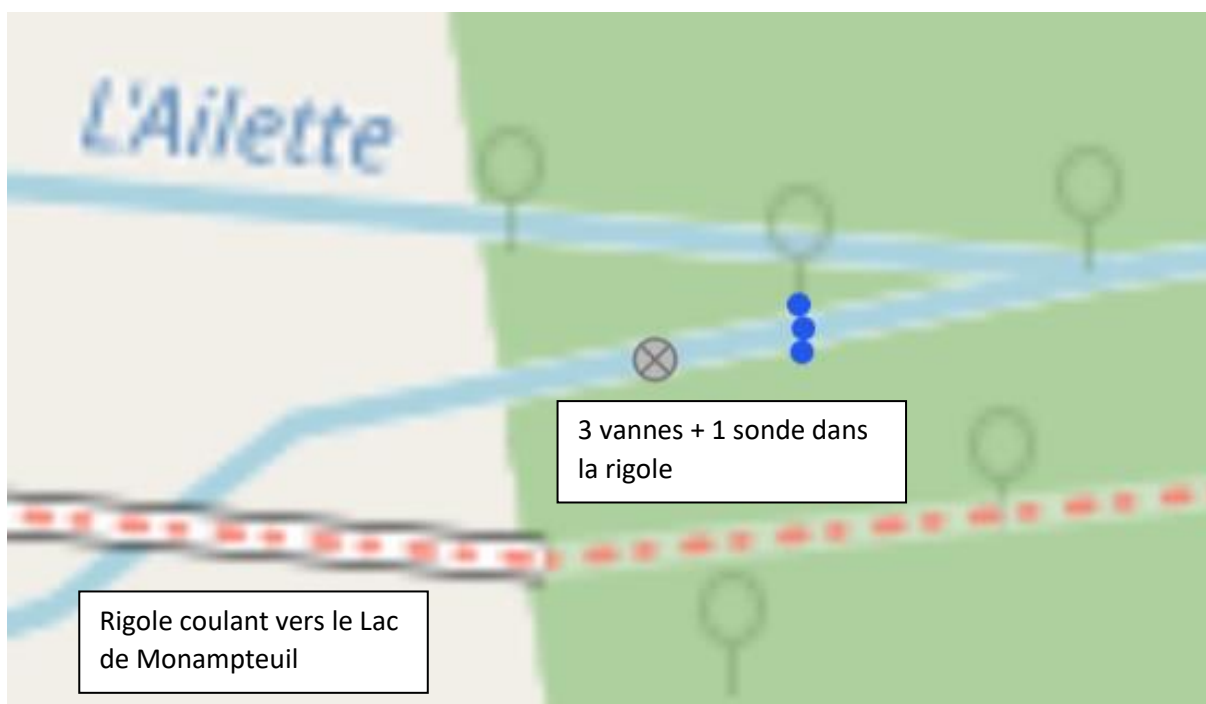 L'Ailette
3 vannes + 1 sonde dans
la rigole
Rigole coulant vers le Lac
de Monampteuil